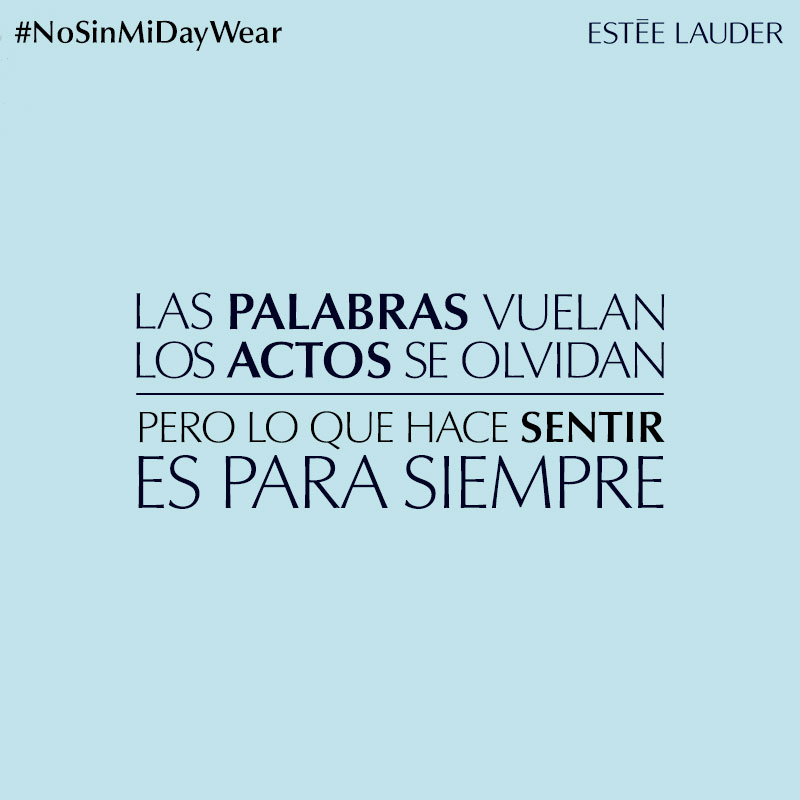 #NoSinMiDayWear
ESTĒE LAUDER
LAS PALABRAS VUELAN
LOS ACTOS SE OLVIDAN
PERO LO QUE HACE SENTIR
ES PARA SIEMPRE